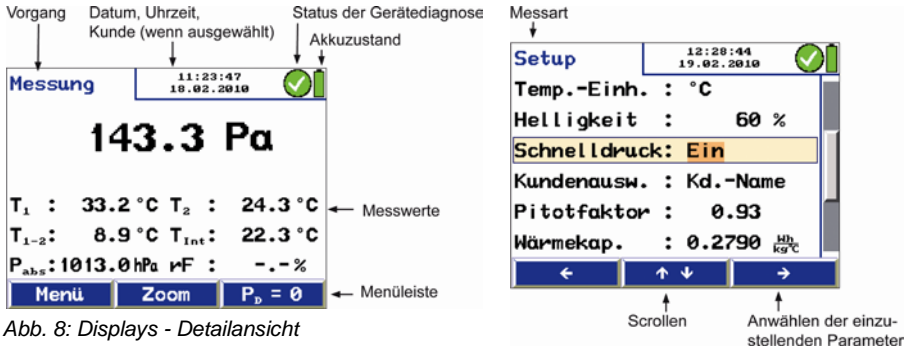 Vorgang
Datum, Uhrzeit,
Kunde (wenn ausgewählt)
Status der Gerätediagnose
Akkuzustand
Messung
11:23:47
18.02.2010
143.3 Pa
T₁ : 33.2 °C T₂ : 24.3 °C
T₁₋₂: 8.9 °C T_Int: 22.3 °C
P_abs: 1013.0 hPa rF : -.- %
Messwerte
Menü Zoom P_D = 0
Menüleiste
Abb. 8: Displays - Detailansicht
Messart
Setup
12:28:44
19.02.2010
Temp.-Einh. : °C
Helligkeit : 60 %
Schnelldruck: Ein
Kundenausw. : Kd.-Name
Pitotfaktor : 0.93
Wärmekap. : 0.2790 Wh/kg°C
← ↑ ↓ →
Scrollen
Anwählen der einzu-
stellenden Parameter